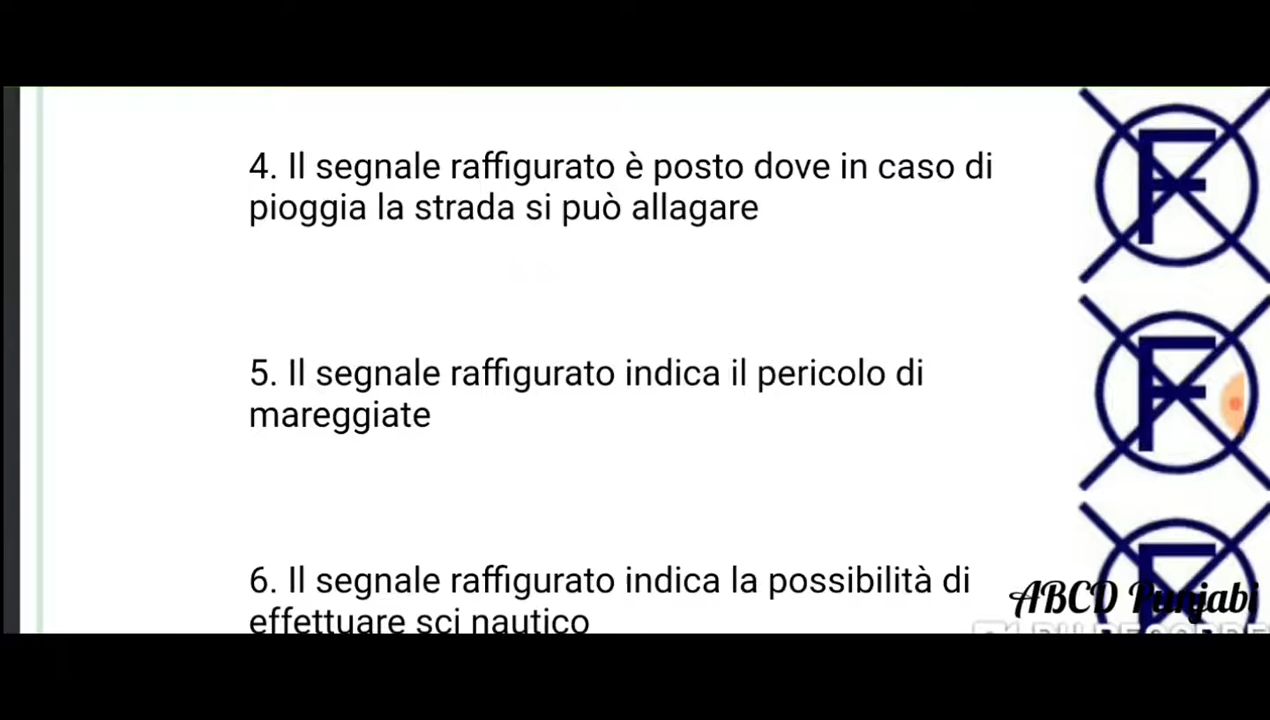 4. Il segnale raffigurato è posto dove in caso di
pioggia la strada si può allagare
F
5. Il segnale raffigurato indica il pericolo di
mareggiate
F
6. Il segnale raffigurato indica la possibilità di
effettuare sci nautico
F
ABCD Punjabi